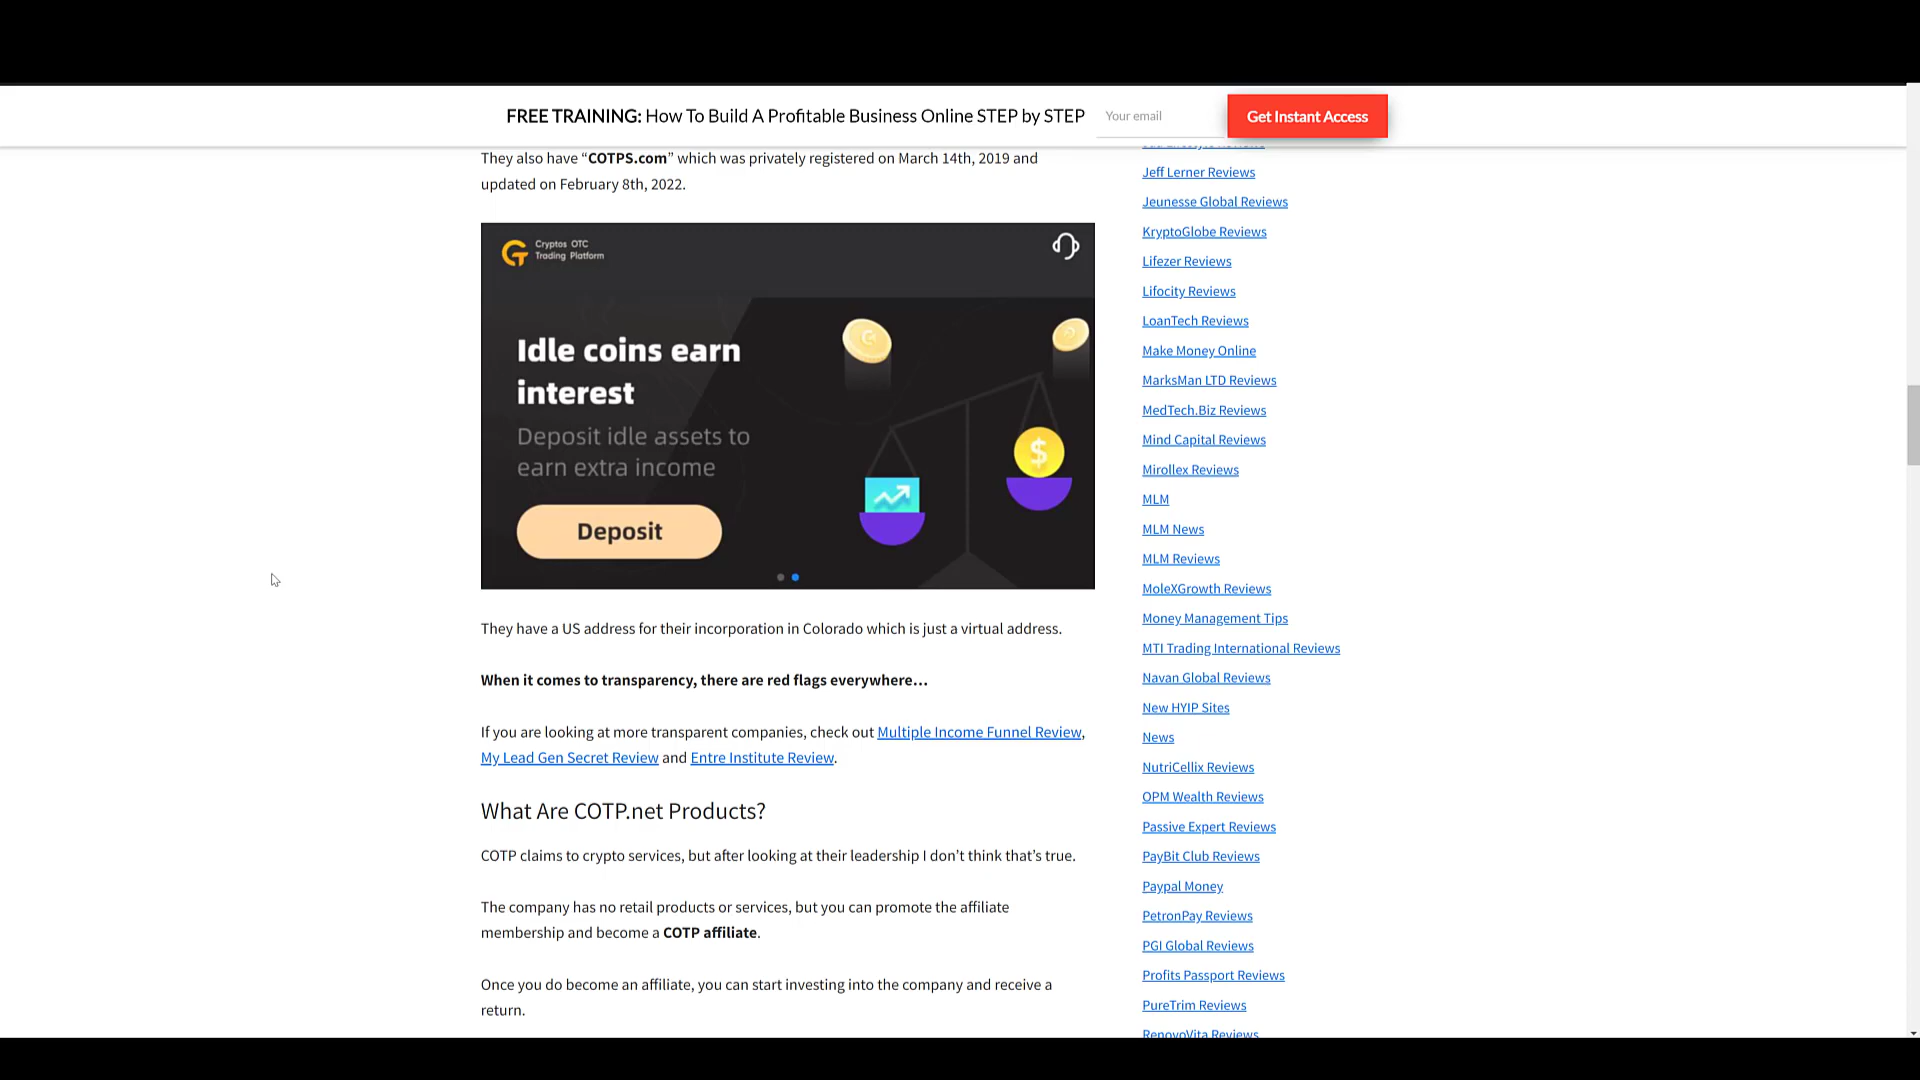 FREE TRAINING: How To Build A Profitable Business Online STEP by STEP
Your email
Get Instant Access
They also have “COTPS.com” which was privately registered on March 14th, 2019 and
updated on February 8th, 2022.
Cryptos OTC
Trading Platform
Idle coins earn
interest
Deposit idle assets to
earn extra income
Deposit
They have a US address for their incorporation in Colorado which is just a virtual address.
When it comes to transparency, there are red flags everywhere…
If you are looking at more transparent companies, check out Multiple Income Funnel Review,
My Lead Gen Secret Review and Entre Institute Review.
What Are COTP.net Products?
COTP claims to crypto services, but after looking at their leadership I don’t think that’s true.
The company has no retail products or services, but you can promote the affiliate
membership and become a COTP affiliate.
Once you do become an affiliate, you can start investing into the company and receive a
return.
Jeff Lerner Reviews
Jeunesse Global Reviews
KryptoGlobe Reviews
Lifezer Reviews
Lifocity Reviews
LoanTech Reviews
Make Money Online
MarksMan LTD Reviews
MedTech.Biz Reviews
Mind Capital Reviews
Mirollex Reviews
MLM
MLM News
MLM Reviews
MoleXGrowth Reviews
Money Management Tips
MTI Trading International Reviews
Navan Global Reviews
New HYIP Sites
News
NutriCellix Reviews
OPM Wealth Reviews
Passive Expert Reviews
PayBit Club Reviews
Paypal Money
PetronPay Reviews
PGI Global Reviews
Profits Passport Reviews
PureTrim Reviews
RenovoVita Reviews